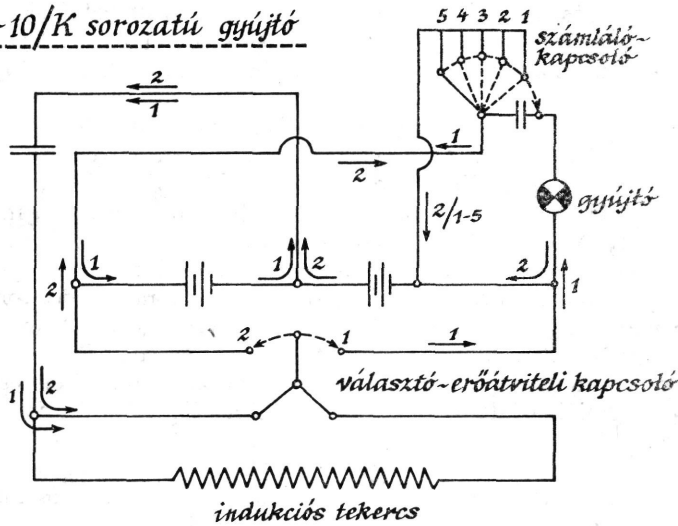 -10/K sorozatú gyújtó
5 4 3 2 1
számláló-
kapcsoló
2
1
1
2
2/1-5
gyújtó
1
1
2
2
2
1
2
1
1
választó-erőátviteli kapcsoló
1
2
indukciós tekercs